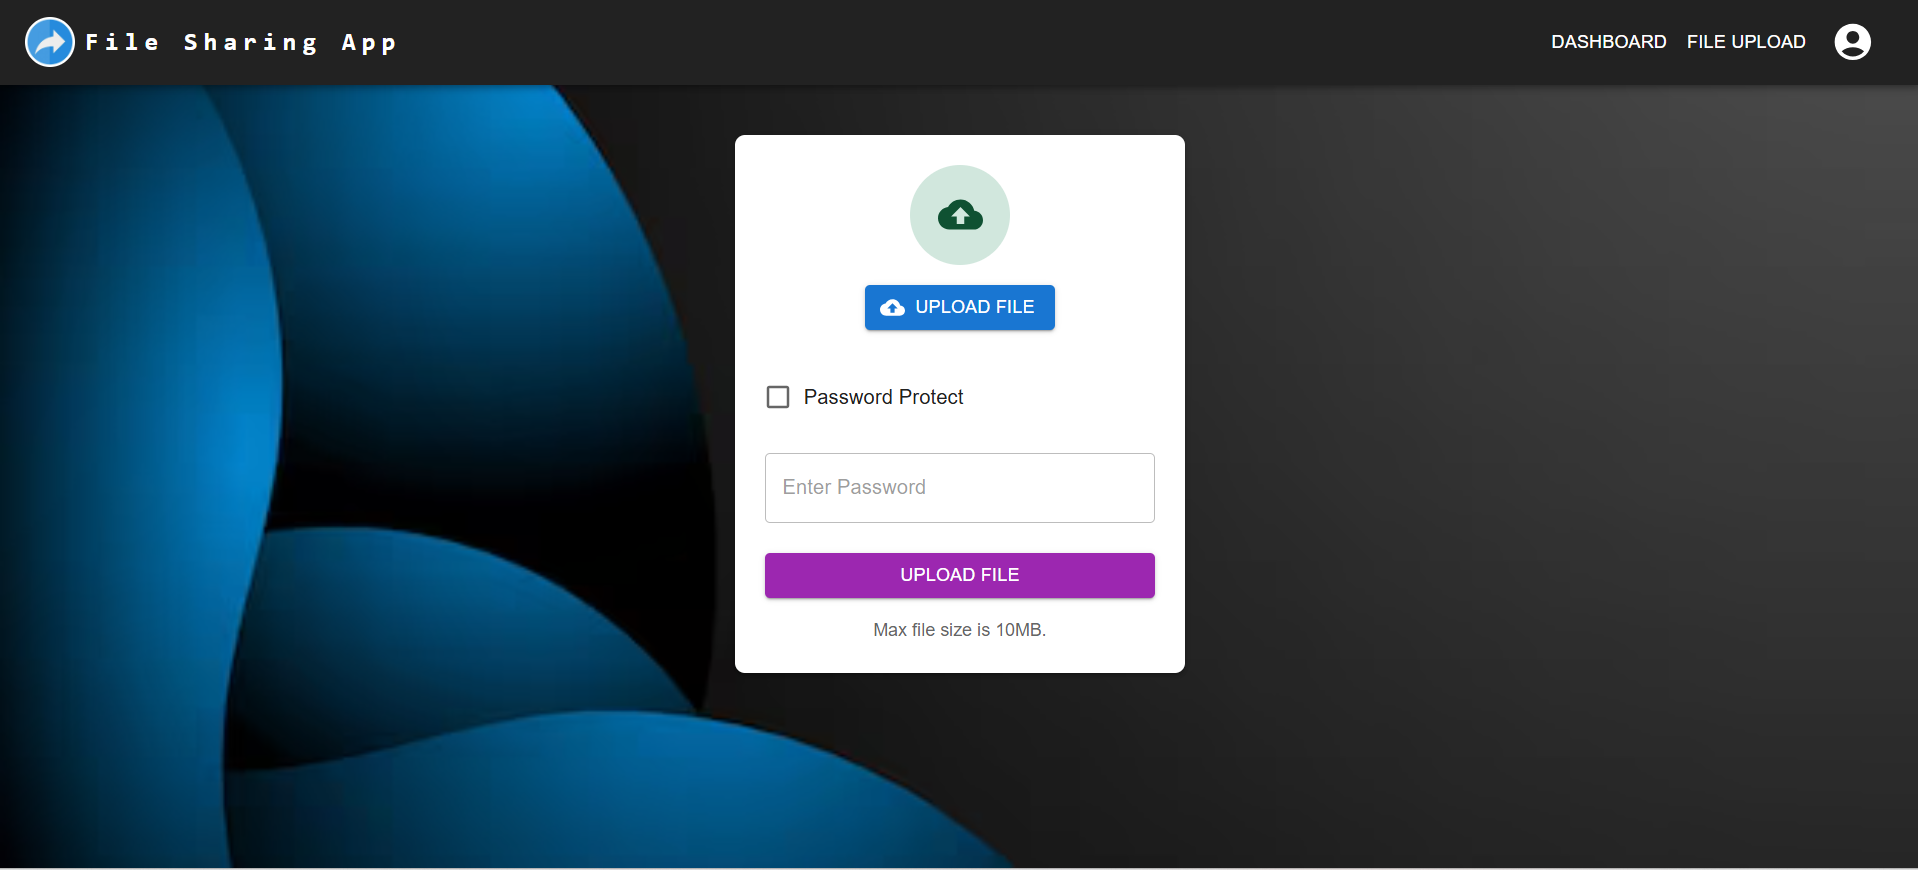 File Sharing App
DASHBOARD
FILE UPLOAD
UPLOAD FILE
Password Protect
Enter Password
UPLOAD FILE
Max file size is 10MB.